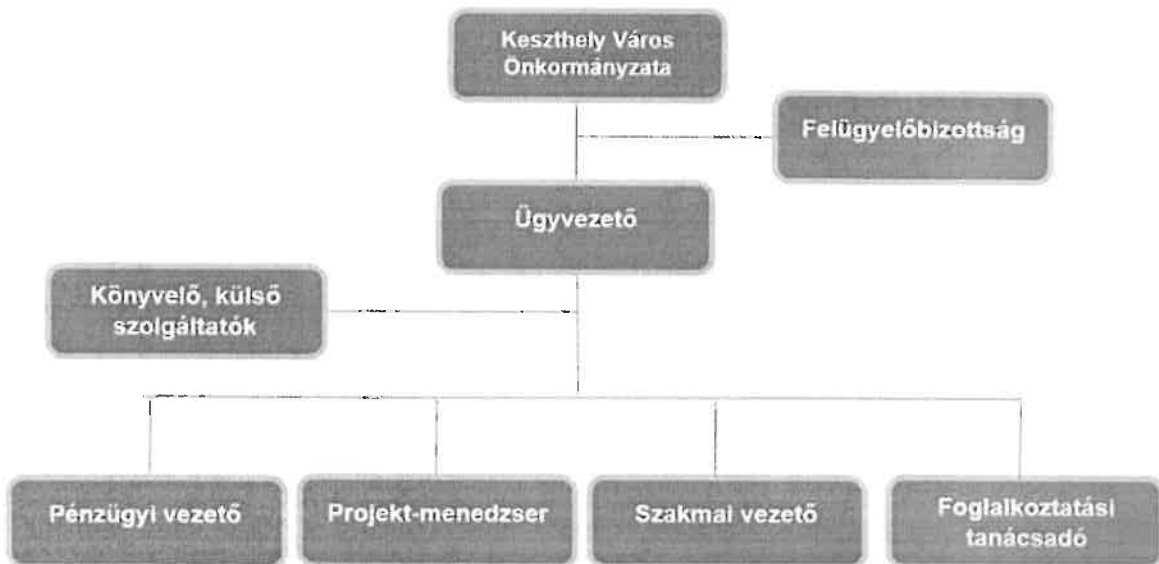 Keszthely Város
Önkormányzata
Felügyelőbizottság
Ügyvezető
Könyvelő, külső
szolgáltatók
Pénzügyi vezető
Projekt-menedzser
Szakmai vezető
Foglalkoztatási
tanácsadó